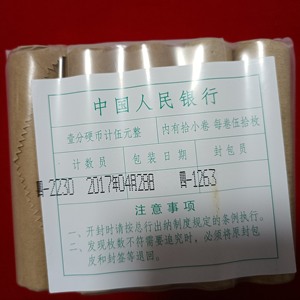 中国人民银行
壹分硬币计伍元整 内有拾小卷 每卷伍拾枚
计数员 包装日期 封包员
2230 2017年04月28日 1263
注意事项
一、开封时请按总行出纳制度规定的条例执行。
二、发现枚数不符需要追究时，必须将原封包
皮和封签等退回。